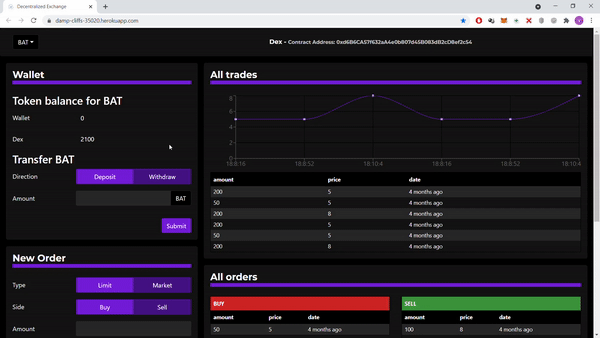 Decentralized Exchange
damp-cliffs-35020.herokuapp.com
BAT
Dex - Contract Address: 0xd6B6CA57f632aA4e0b807d45B083dB2cD8ef2c54
Wallet
Token balance for BAT
Wallet 0
Dex 2100
Transfer BAT
Direction Deposit Withdraw
Amount BAT
Submit
New Order
Type Limit Market
Side Buy Sell
Amount
All trades
8
6
4
2
0
18:8:16 18:8:52 18:10:4 18:8:16 18:8:52 18:10:4
amount price date
200 5 4 months ago
50 5 4 months ago
200 8 4 months ago
200 5 4 months ago
50 5 4 months ago
200 8 4 months ago
All orders
BUY
amount price date
50 5 4 months ago
SELL
amount price date
100 8 4 months ago